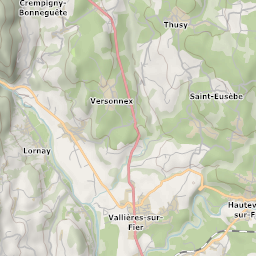 Crempigny-
Bonneguête
Thusy
Saint-Eusèbe
Versonnex
Lornay
Hautev
sur-F
Vallières-sur-
Fier